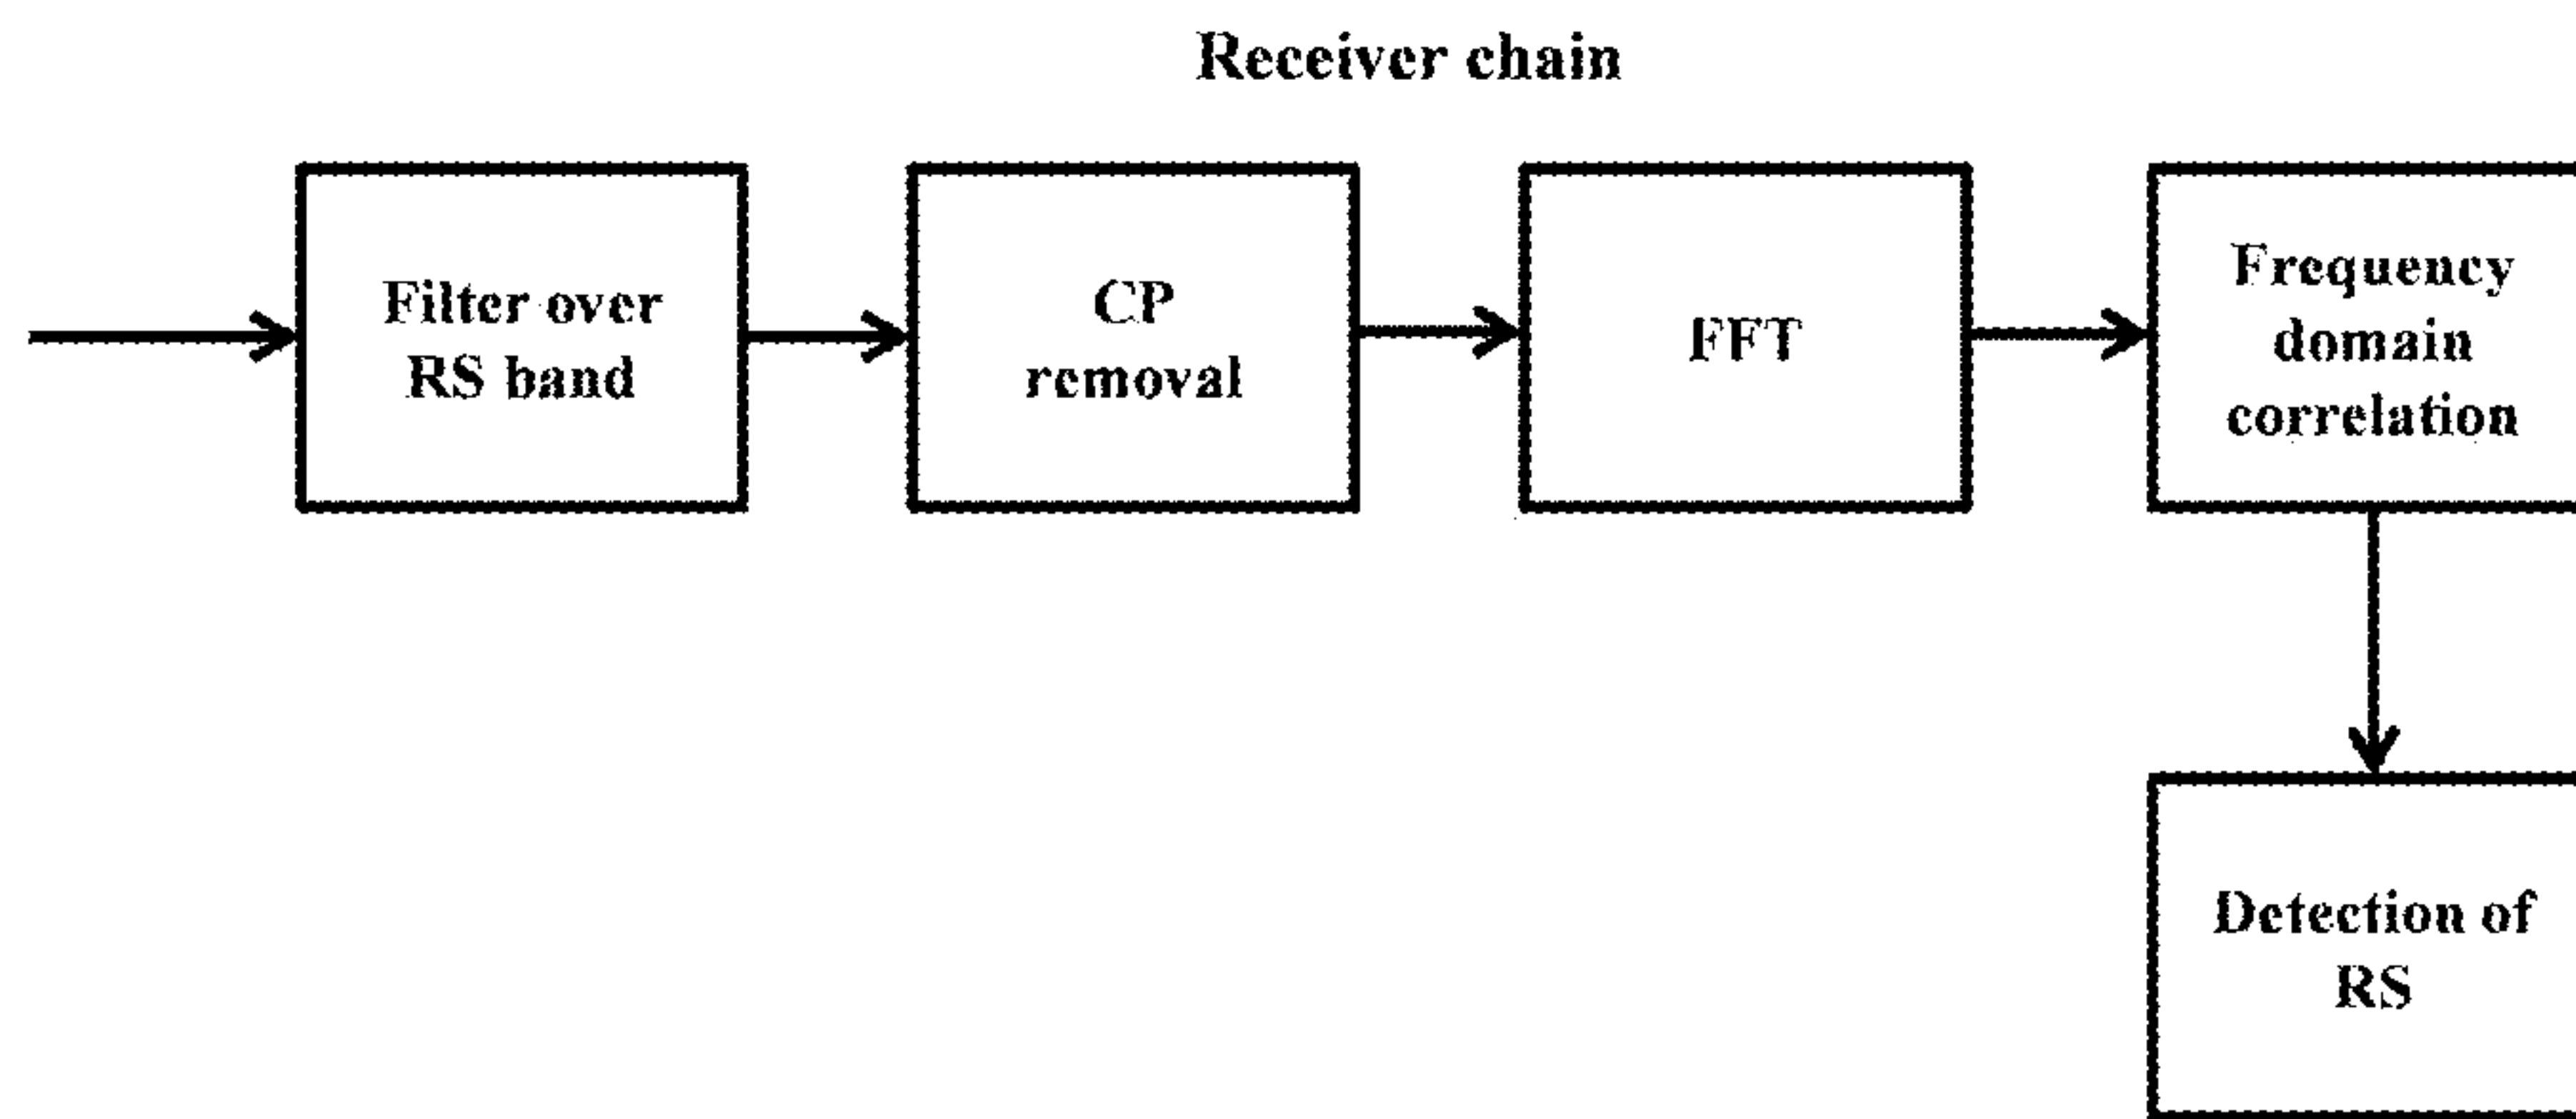 Receiver chain
Filter over
RS band
CP
removal
FFT
Frequency
domain
correlation
Detection of
RS